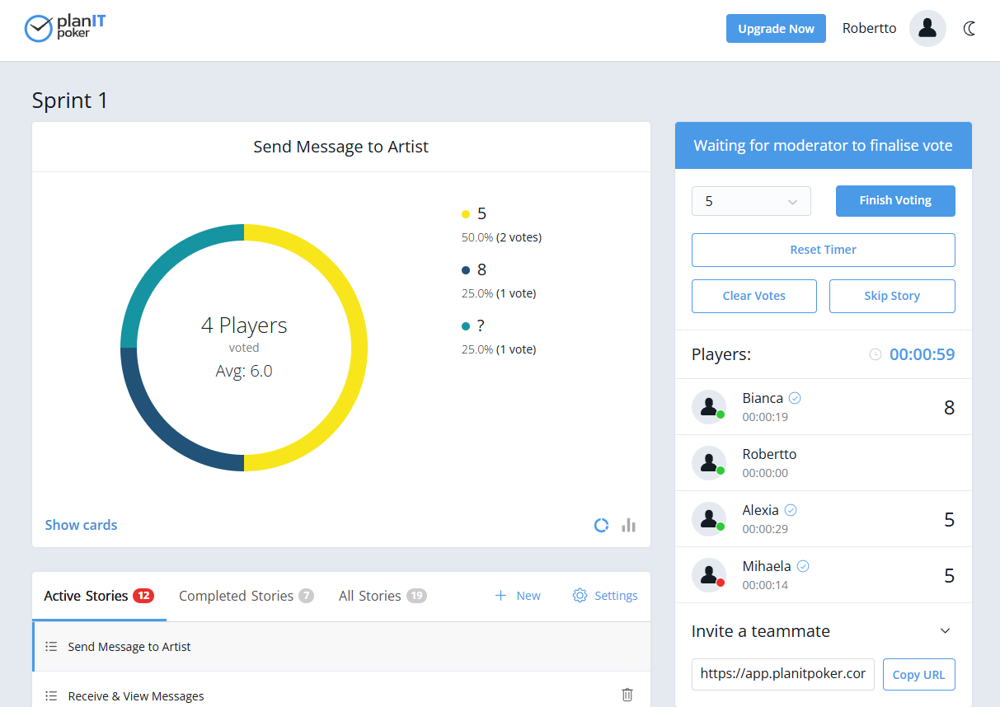 planIT
poker
Upgrade Now
Robertto
Sprint 1
Send Message to Artist
4 Players
voted
Avg: 6.0
5
50.0% (2 votes)
8
25.0% (1 vote)
?
25.0% (1 vote)
Show cards
Active Stories 12
Completed Stories 7
All Stories 19
New
Settings
Send Message to Artist
Receive & View Messages
Waiting for moderator to finalise vote
5
Finish Voting
Reset Timer
Clear Votes
Skip Story
Players:
00:00:59
Bianca
00:00:19
8
Robertto
00:00:00
Alexia
00:00:29
5
Mihaela
00:00:14
5
Invite a teammate
https://app.planitpoker.cor
Copy URL